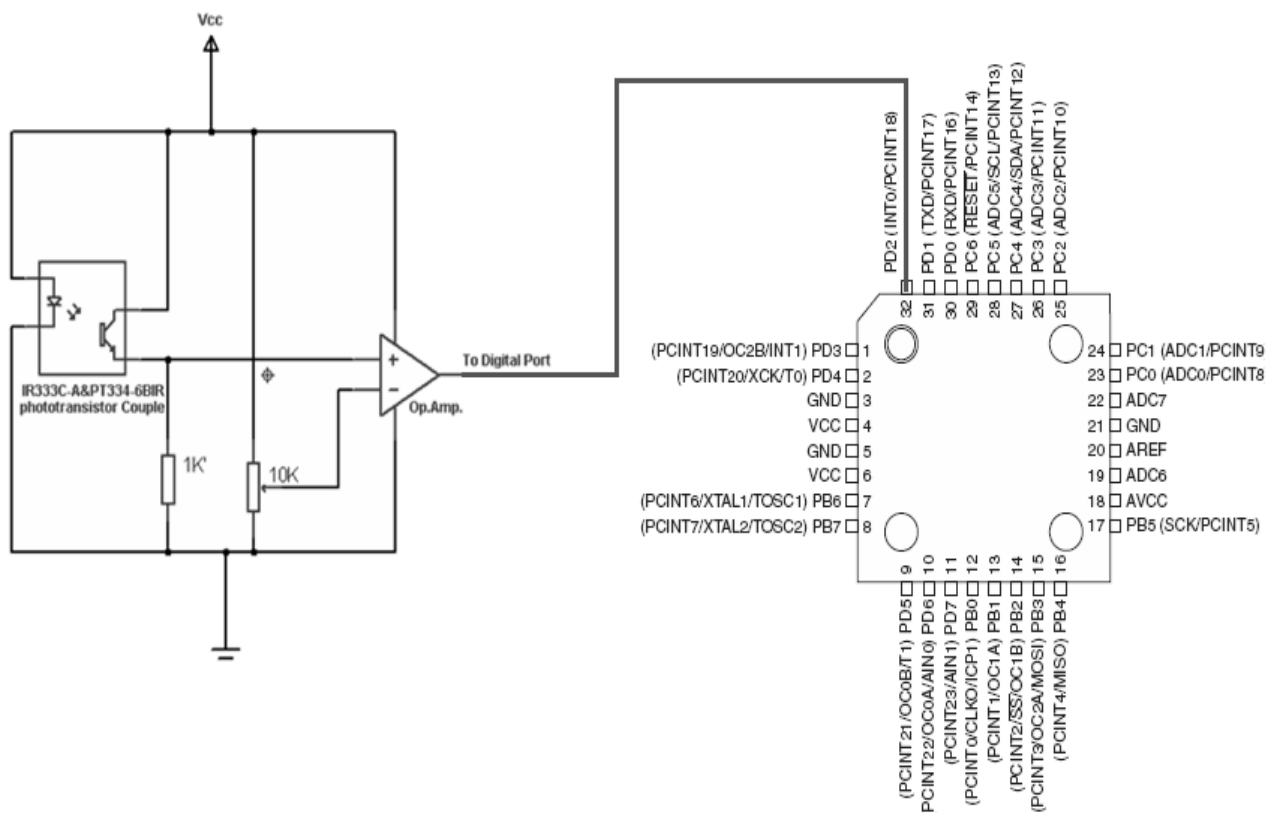 Vcc
IR333C-A&PT334-6BIR
phototransistor Couple
1K'
10K
+
−
Op.Amp.
To Digital Port
PD2 (INT0/PCINT18)
PD1 (TXD/PCINT17)
PD0 (RXD/PCINT16)
PC6 (RESET/PCINT14)
PC5 (ADC5/SCL/PCINT13)
PC4 (ADC4/SDA/PCINT12)
PC3 (ADC3/PCINT11)
PC2 (ADC2/PCINT10)
32
31
30
29
28
27
26
25
(PCINT19/OC2B/INT1) PD3 1
(PCINT20/XCK/T0) PD4 2
GND 3
VCC 4
GND 5
VCC 6
(PCINT6/XTAL1/TOSC1) PB6 7
(PCINT7/XTAL2/TOSC2) PB7 8
24 PC1 (ADC1/PCINT9
23 PC0 (ADC0/PCINT8
22 ADC7
21 GND
20 AREF
19 ADC6
18 AVCC
17 PB5 (SCK/PCINT5)
9
10
11
12
13
14
15
16
(PCINT21/OC0B/T1) PD5
PCINT22/OC0A/AIN0) PD6
(PCINT23/AIN1) PD7
(PCINT0/CLKO/ICP1) PB0
(PCINT1/OC1A) PB1
(PCINT2/SS/OC1B) PB2
(PCINT3/OC2A/MOSI) PB3
(PCINT4/MISO) PB4